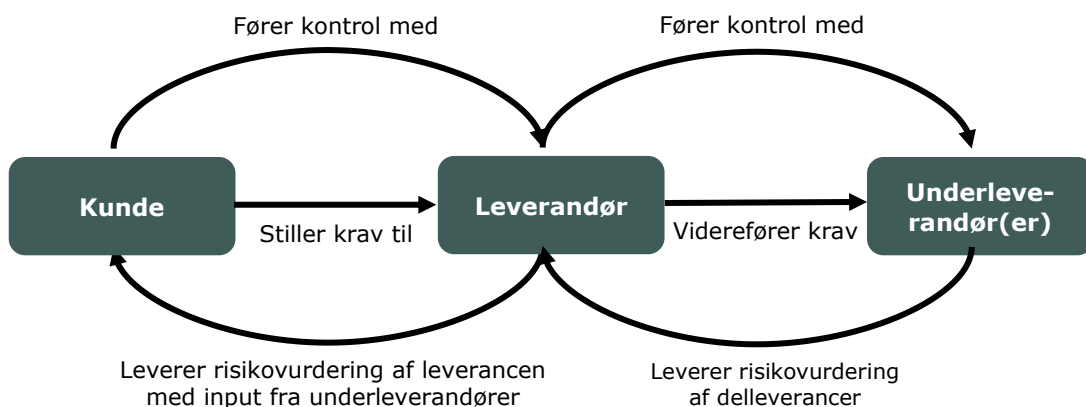 Fører kontrol med
Fører kontrol med
Kunde
Stiller krav til
Leverandør
Viderefører krav
Underleve-
randør(er)
Leverer risikovurdering af leverancen
med input fra underleverandører
Leverer risikovurdering
af delleverancer